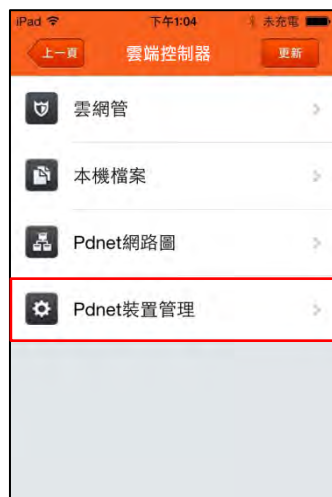 iPad 下午1:04 未充電
上一頁 雲端控制器 更新
雲網管
本機檔案
Pdnet網路圖
Pdnet裝置管理